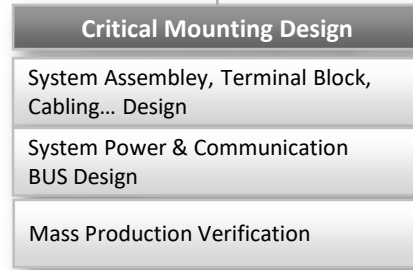 Critical Mounting Design
System Assembley, Terminal Block,
Cabling… Design
System Power & Communication
BUS Design
Mass Production Verification